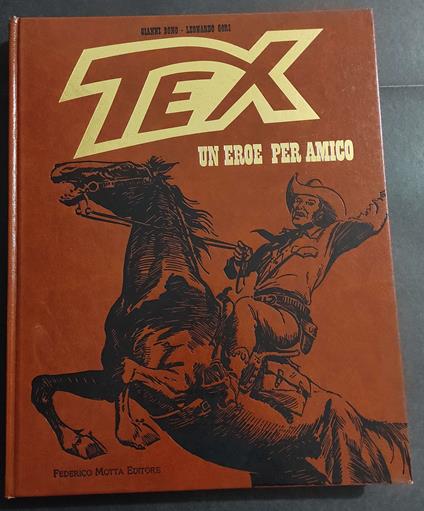 GIANNI BONO - LEONARDO GORI
TEX
UN EROE PER AMICO
FEDERICO MOTTA EDITORE